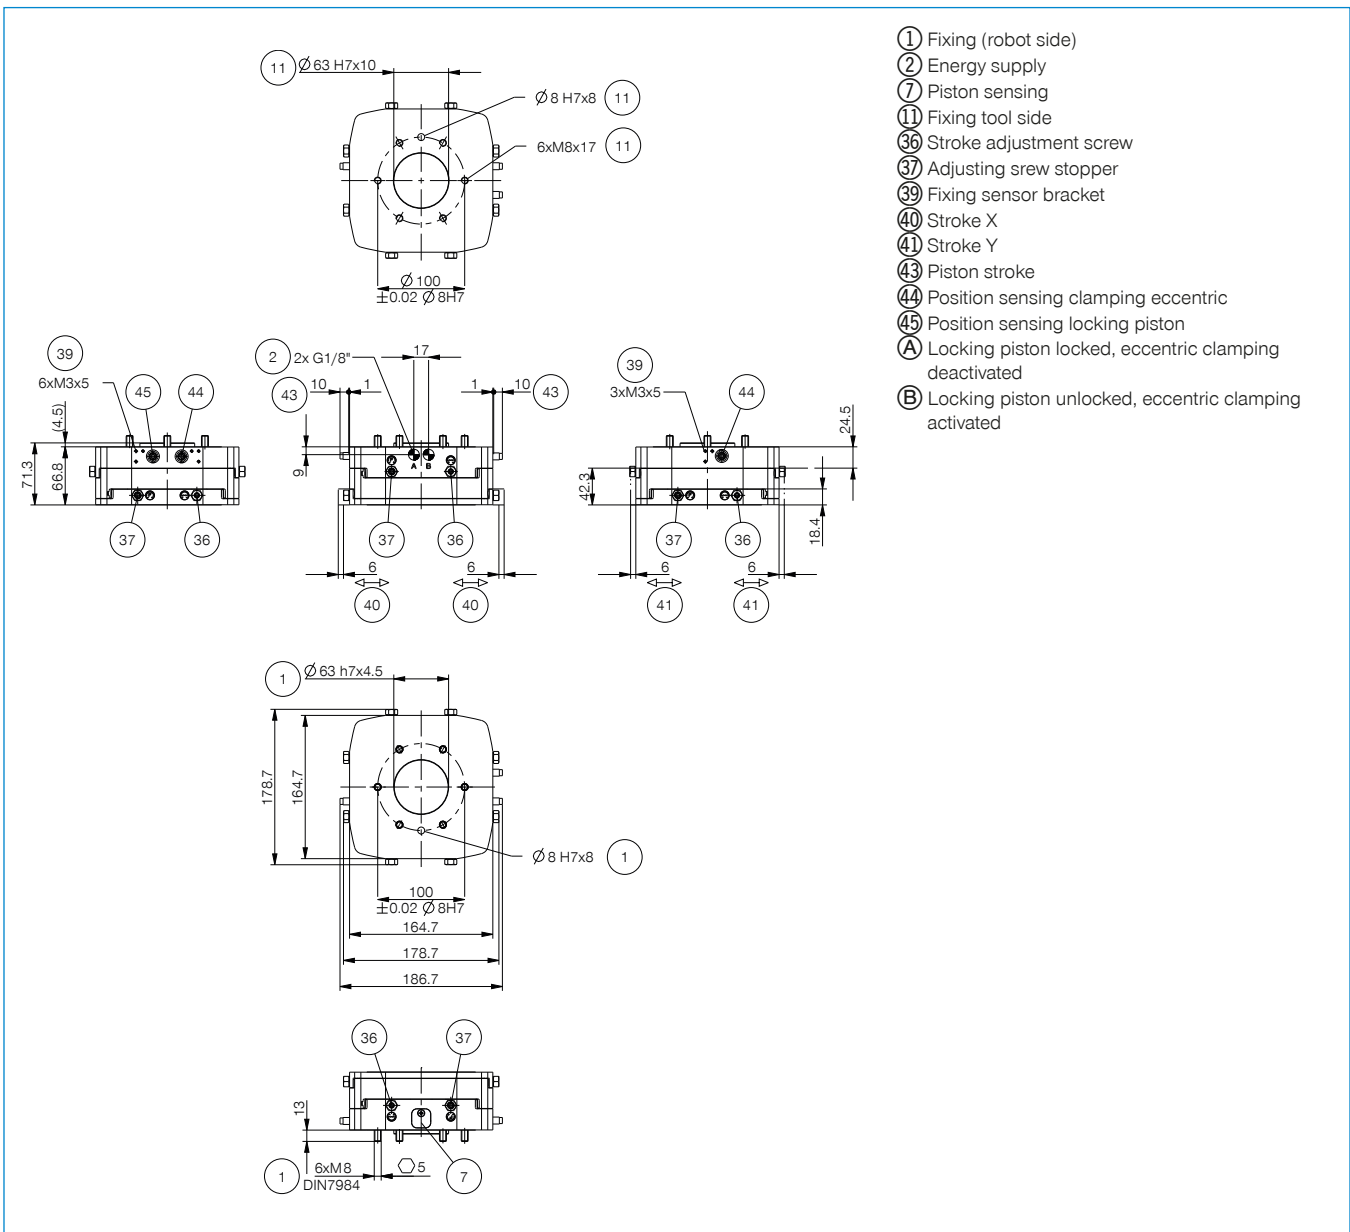 11 Ø 63 H7x10
Ø 8 H7x8 11
6xM8x17 11
Ø 100
±0.02 Ø 8H7
1 Fixing (robot side)
2 Energy supply
7 Piston sensing
11 Fixing tool side
36 Stroke adjustment screw
37 Adjusting srew stopper
39 Fixing sensor bracket
40 Stroke X
41 Stroke Y
43 Piston stroke
44 Position sensing clamping eccentric
45 Position sensing locking piston
A Locking piston locked, eccentric clamping
deactivated
B Locking piston unlocked, eccentric clamping
activated
39
6xM3x5
45
44
(4.5)
71.3
66.8
37
36
2 2x G1/8"
17
43
10
1
1
10
43
9
A B
37
36
6
6
40
40
39
3xM3x5
44
24.5
42.3
18.4
37
36
6
6
41
41
1 Ø 63 h7x4.5
178.7
164.7
Ø 8 H7x8 1
100
±0.02 Ø 8H7
164.7
178.7
186.7
36
37
13
1
6xM8
DIN7984
5
7